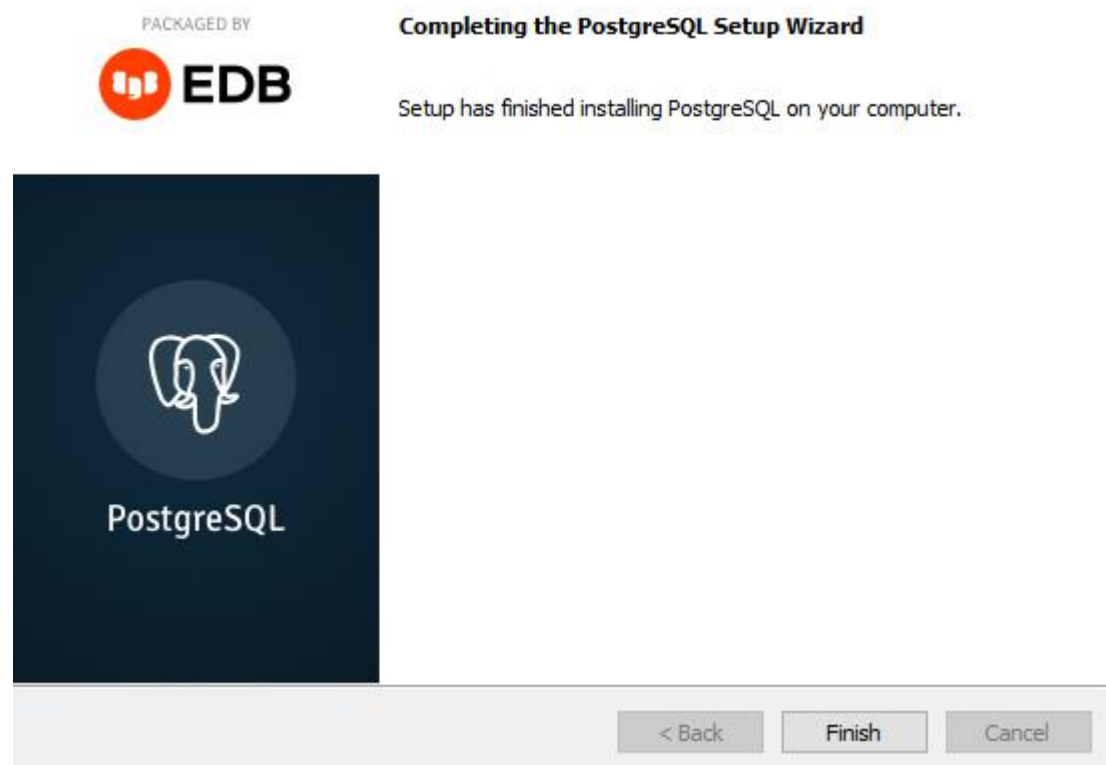 PACKAGED BY
EDB
Completing the PostgreSQL Setup Wizard
Setup has finished installing PostgreSQL on your computer.
PostgreSQL
< Back
Finish
Cancel